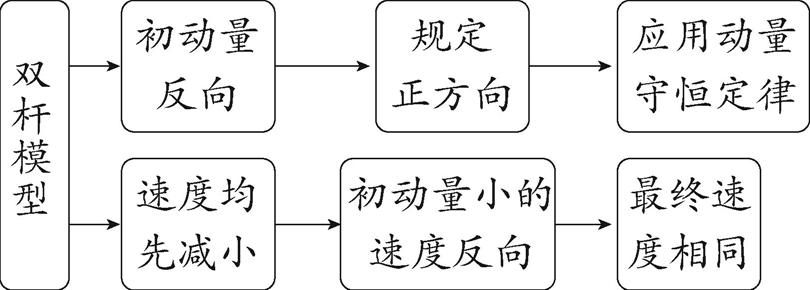 双杆模型
初动量
反向
规定
正方向
应用动量
守恒定律
速度均
先减小
初动量小的
速度反向
最终速
度相同